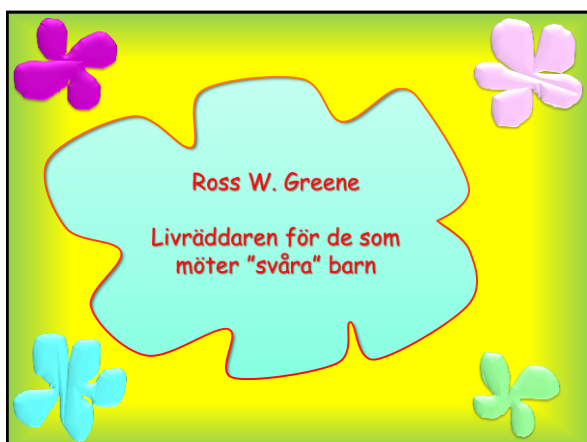 Ross W. Greene
Livräddaren för de som
möter ”svåra” barn